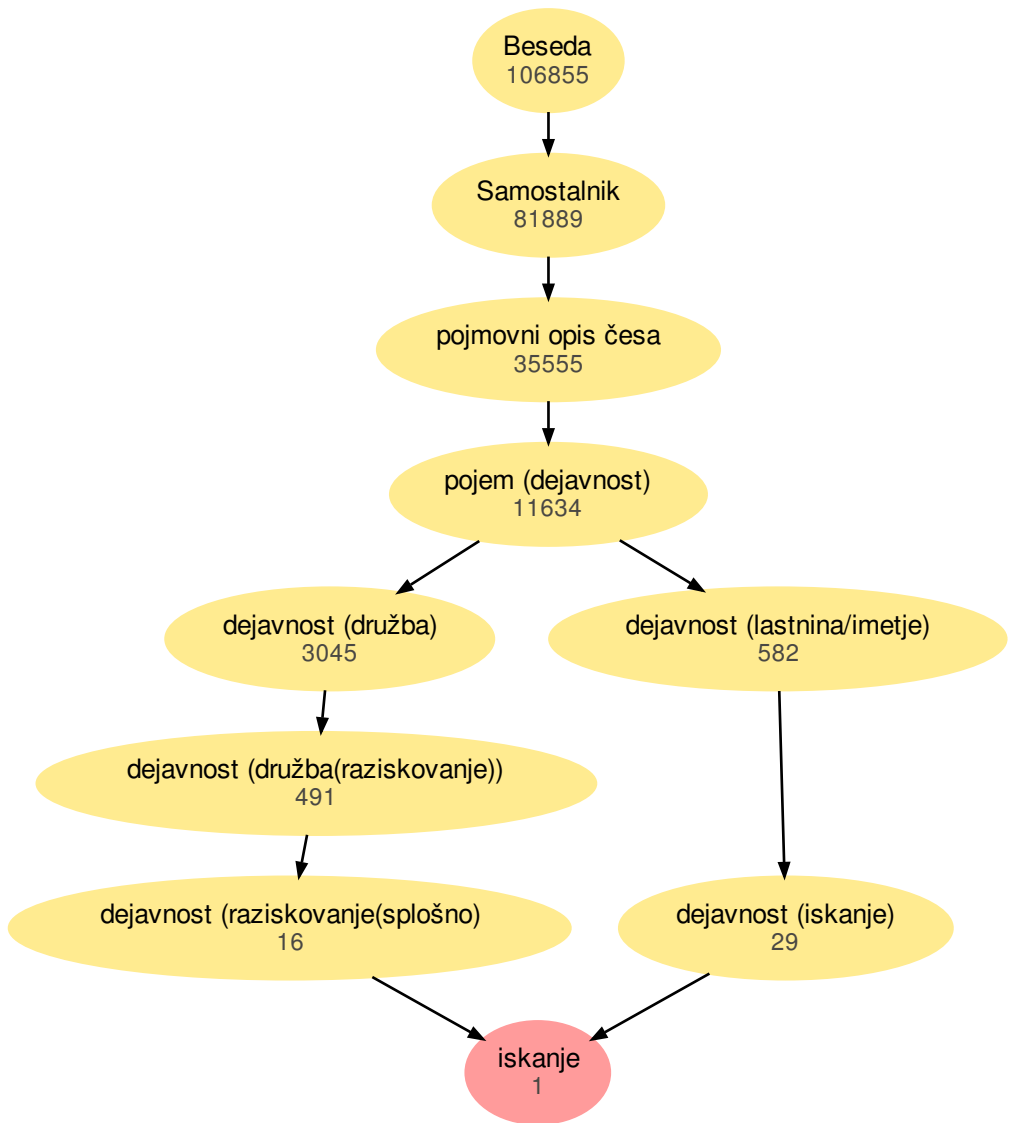 Beseda
106855
Samostalnik
81889
pojmovni opis česa
35555
pojem (dejavnost)
11634
dejavnost (družba)
3045
dejavnost (lastnina/imetje)
582
dejavnost (družba(raziskovanje))
491
dejavnost (raziskovanje(splošno)
16
dejavnost (iskanje)
29
iskanje
1